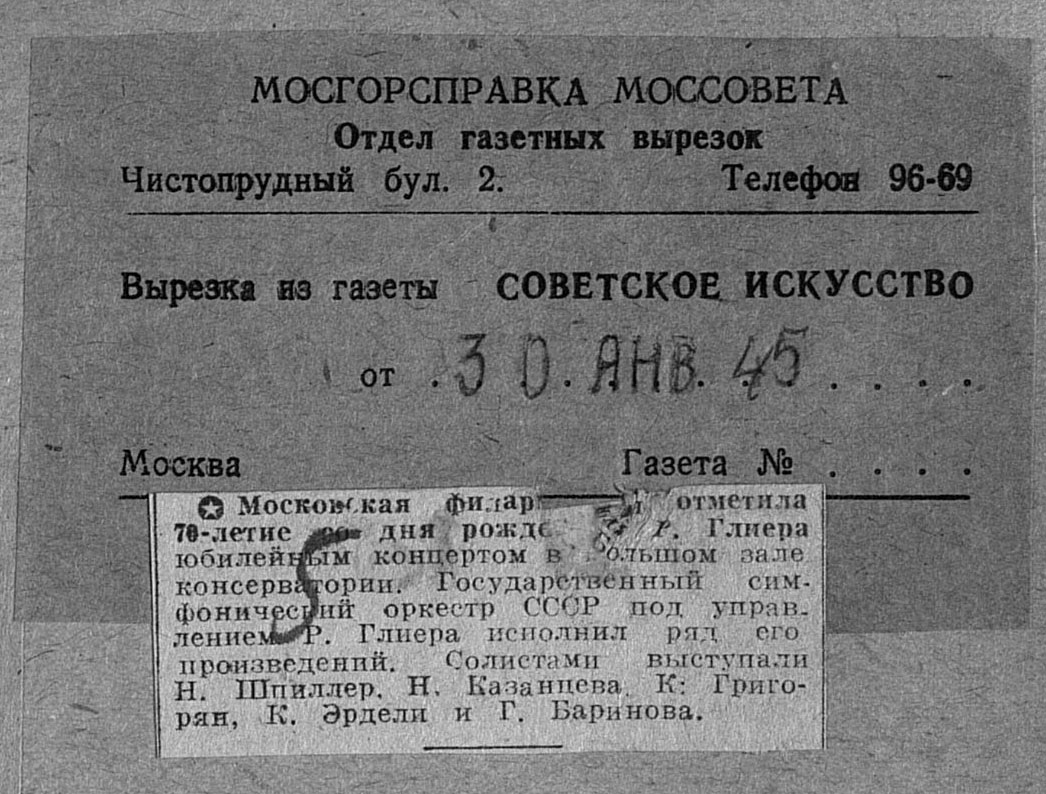 МОСГОРСПРАВКА МОССОВЕТА
Отдел газетных вырезок
Чистопрудный бул. 2. Телефон 96-69
Вырезка из газеты СОВЕТСКОЕ ИСКУССТВО
от . 30. ЯНВ. 45 . . . .
Москва Газета № . . . .
Московская отметила
70-летие со дня Р. Глиера
юбилейным концертом в Большом зале
консерватории. Государственный сим-
фонический оркестр СССР под управ-
лением Р. Глиера исполнил ряд его
произведений. Солистами выступали
Н. Шпиллер, Н. Казанцева, К. Григо-
рян, К. Эрдели и Г. Баринова.